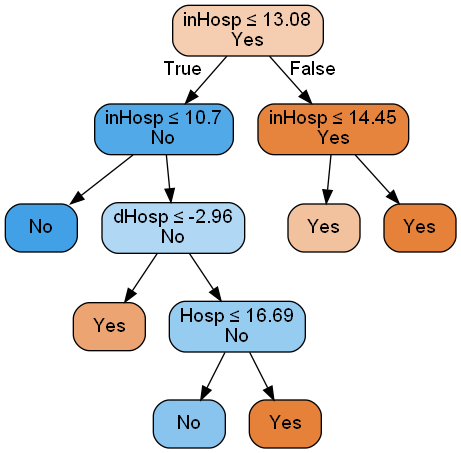 inHosp ≤ 13.08
Yes
True
False
inHosp ≤ 10.7
No
inHosp ≤ 14.45
Yes
No
dHosp ≤ -2.96
No
Yes
Yes
Yes
Hosp ≤ 16.69
No
No
Yes